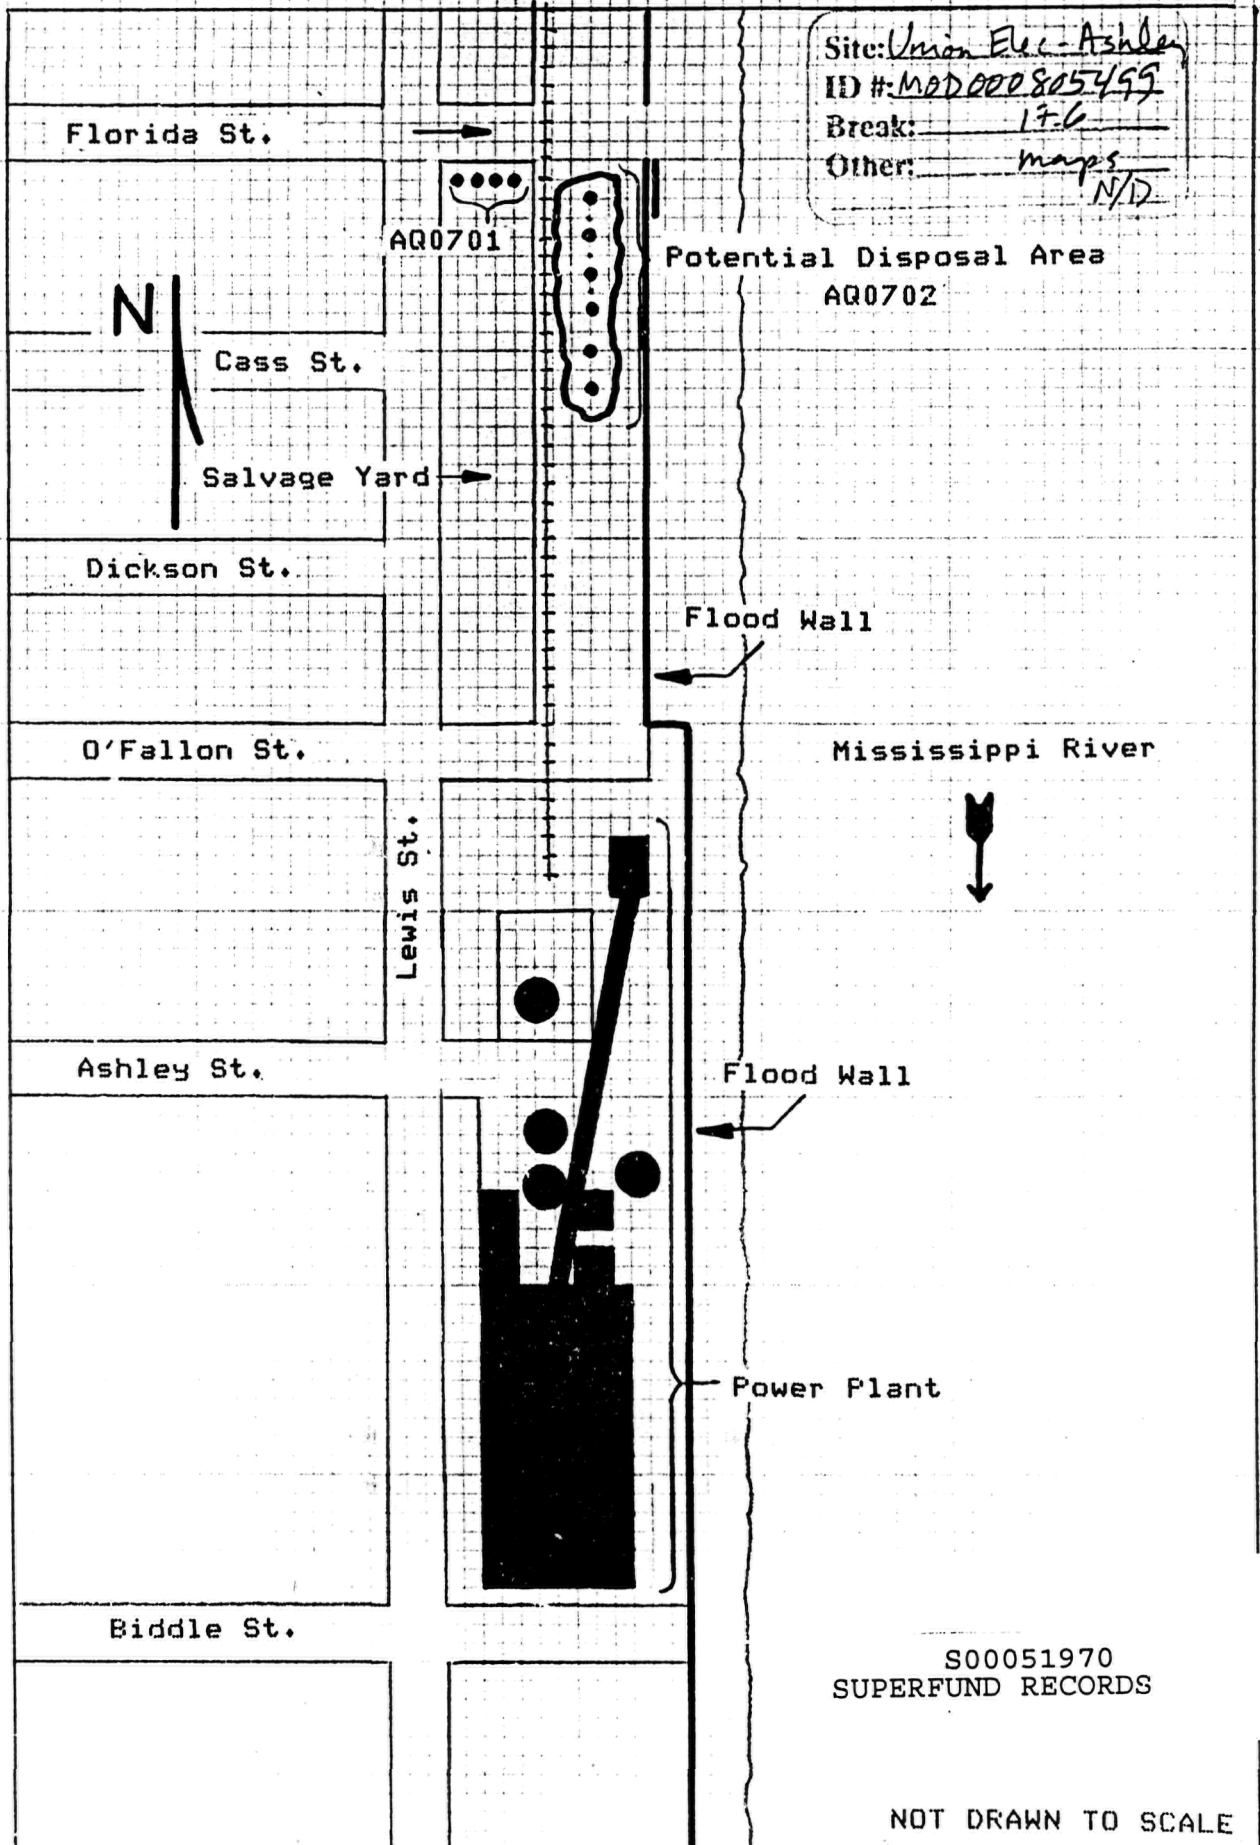 Site: Union Elec-Ashley
ID #: MOD000805499
Break: 17.6
Other: maps
N/D
Florida St.
AQ0701
Potential Disposal Area
AQ0702
N
Cass St.
Salvage Yard
Dickson St.
Flood Wall
O'Fallon St.
Mississippi River
Lewis St.
Ashley St.
Flood Wall
Power Plant
Biddle St.
S00051970
SUPERFUND RECORDS
NOT DRAWN TO SCALE